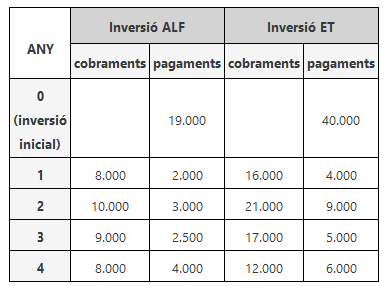 ANY Inversió ALF Inversió ET
cobraments pagaments cobraments pagaments
0
(inversió
inicial) 19.000 40.000
1 8.000 2.000 16.000 4.000
2 10.000 3.000 21.000 9.000
3 9.000 2.500 17.000 5.000
4 8.000 4.000 12.000 6.000